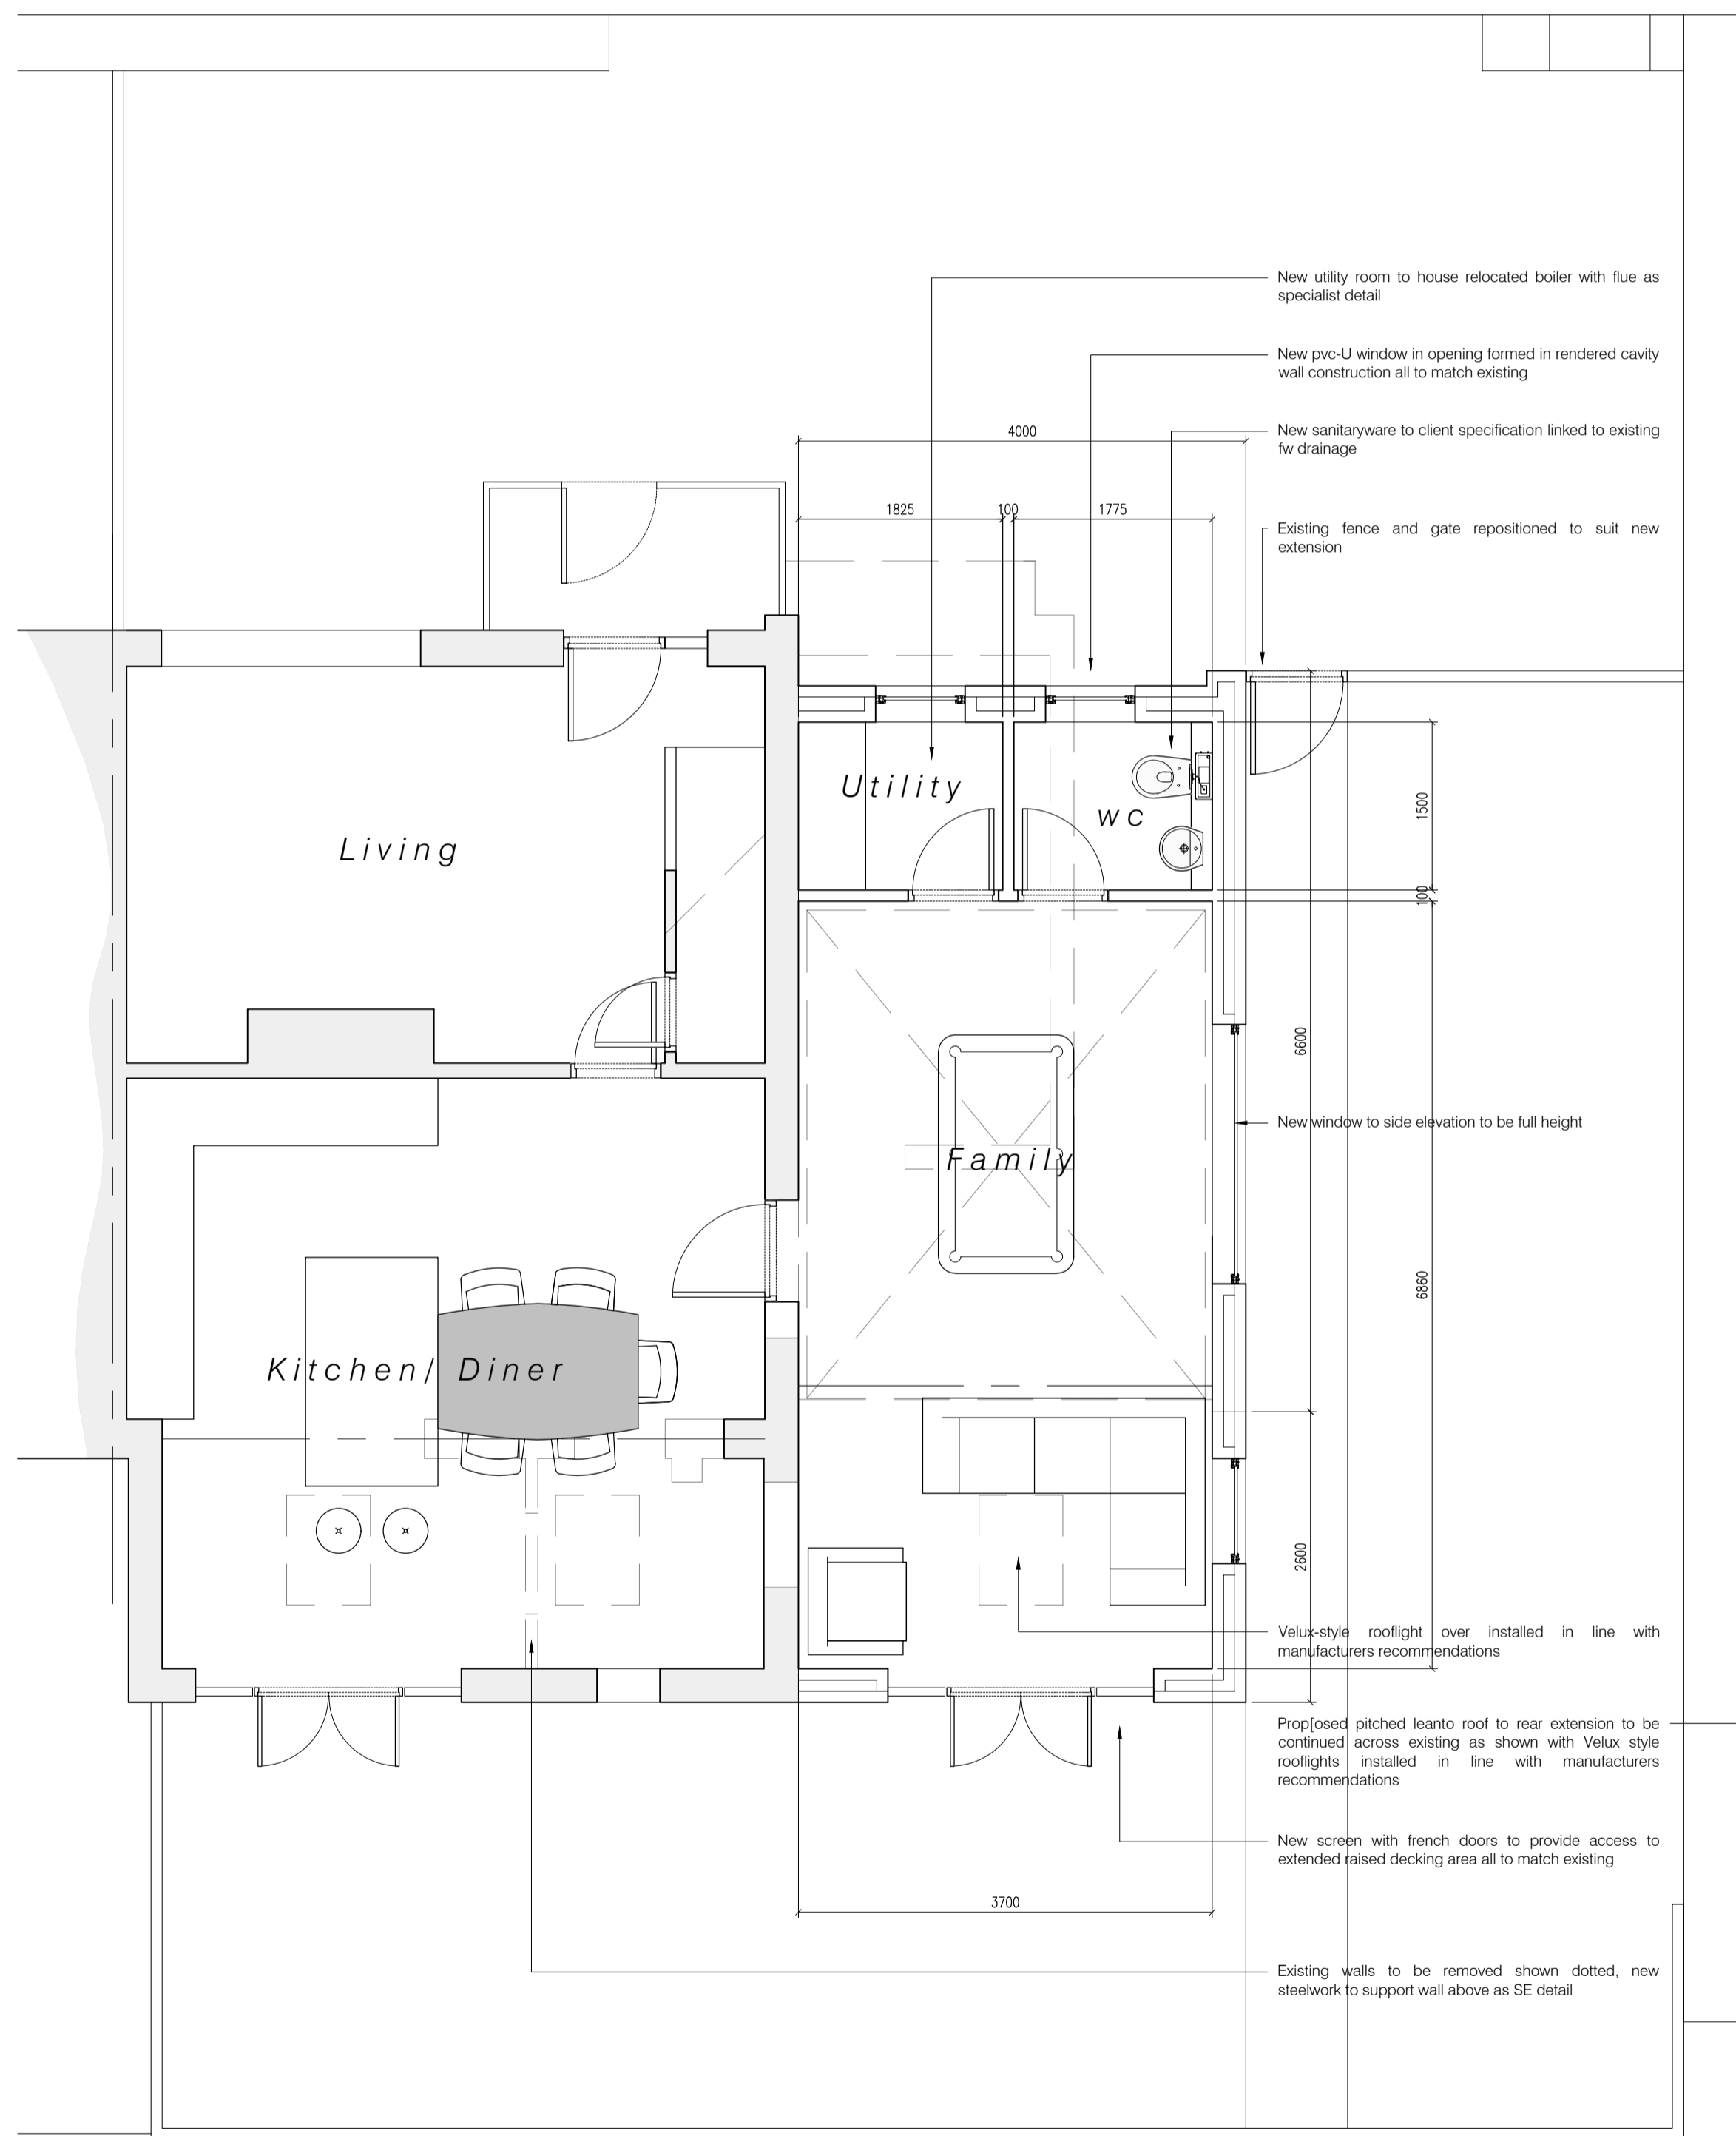 New utility room to house relocated boiler with flue as
specialist detail
New pvc-U window in opening formed in rendered cavity
wall construction all to match existing
4000
New sanitaryware to client specification linked to existing
fw drainage
1825
100
1775
Existing fence and gate repositioned to suit new
extension
Utility
wc
1500
Living
100
6600
New window to side elevation to be full height
Family
6860
Kitchen/ Diner
2600
Velux-style rooflight over installed in line with
manufacturers recommendations
Prop[osed pitched leanto roof to rear extension to be
continued across existing as shown with Velux style
rooflights installed in line with manufacturers
recommendations
New screen with french doors to provide access to
extended raised decking area all to match existing
3700
Existing walls to be removed shown dotted, new
steelwork to support wall above as SE detail